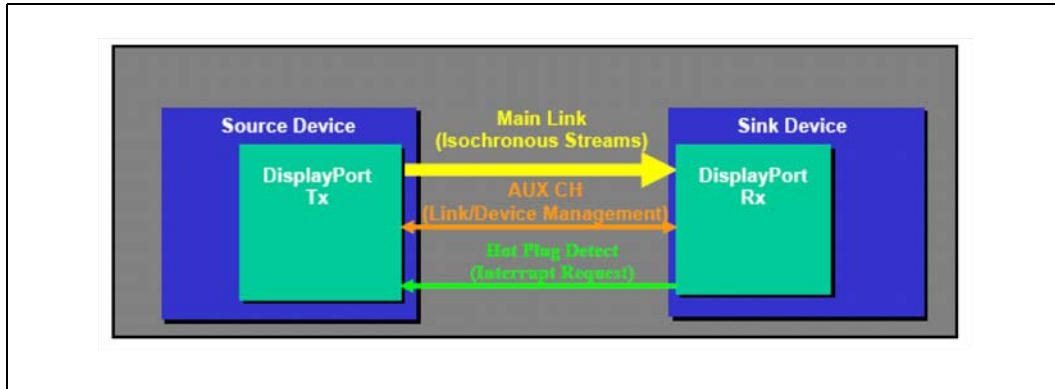 Source Device
DisplayPort
Tx
Main Link
(Isochronous Streams)
AUX CH
(Link/Device Management)
Hot Plug Detect
(Interrupt Request)
Sink Device
DisplayPort
Rx